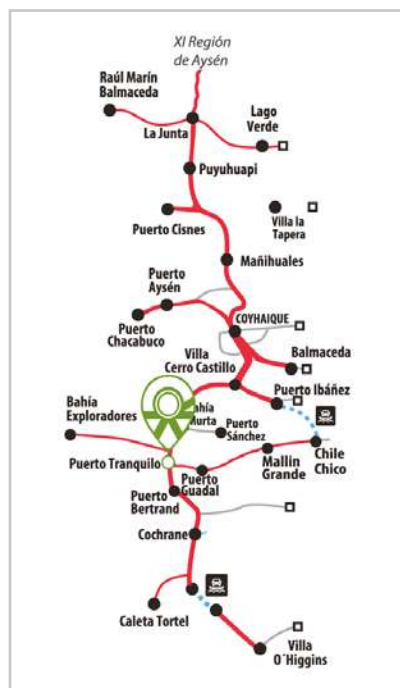 XI Región
de Aysén
Raúl Marín
Balmaceda
Lago
Verde
La Junta
Puyuhuapi
Villa la
Tapera
Puerto Cisnes
Mañihuales
Puerto
Aysén
COYHAIQUE
Puerto
Chacabuco
Villa
Cerro Castillo
Balmaceda
Puerto Ibáñez
Bahía
Exploradores
Puerto
Sánchez
Puerto Tranquilo
Mallin
Grande
Chile
Chico
Puerto
Guadal
Puerto
Bertrand
Cochrane
Caleta Tortel
Villa
O´Higgins